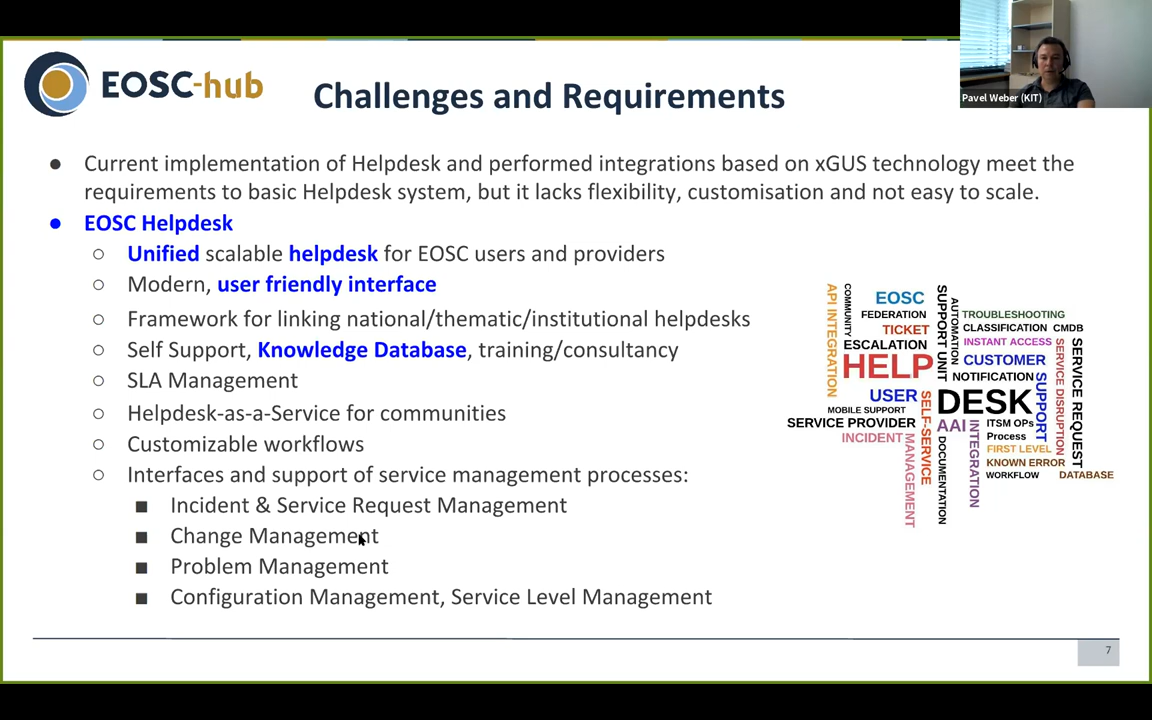 EOSC-hub
Challenges and Requirements
Pavel Weber (KIT)
● Current implementation of Helpdesk and performed integrations based on xGUS technology meet the
requirements to basic Helpdesk system, but it lacks flexibility, customisation and not easy to scale.
● EOSC Helpdesk
○ Unified scalable helpdesk for EOSC users and providers
○ Modern, user friendly interface
○ Framework for linking national/thematic/institutional helpdesks
○ Self Support, Knowledge Database, training/consultancy
○ SLA Management
○ Helpdesk-as-a-Service for communities
○ Customizable workflows
○ Interfaces and support of service management processes:
■ Incident & Service Request Management
■ Change Management
■ Problem Management
■ Configuration Management, Service Level Management
API INTEGRATION
COMMUNITY
EOSC
FEDERATION
TICKET
ESCALATION
HELP
USER
MOBILE SUPPORT
SERVICE PROVIDER
INCIDENT
MANAGEMENT
SELF-SERVICE
SUPPORT UNIT
AUTOMATION
TROUBLESHOOTING
CLASSIFICATION CMDB
INSTANT ACCESS
CUSTOMER
NOTIFICATION
DESK
AAI
DOCUMENTATION
INTEGRATION
ITSM OPs
Process
FIRST LEVEL
KNOWN ERROR
WORKFLOW
DATABASE
SUPPORT
SERVICE DISRUPTION
SERVICE REQUEST
7